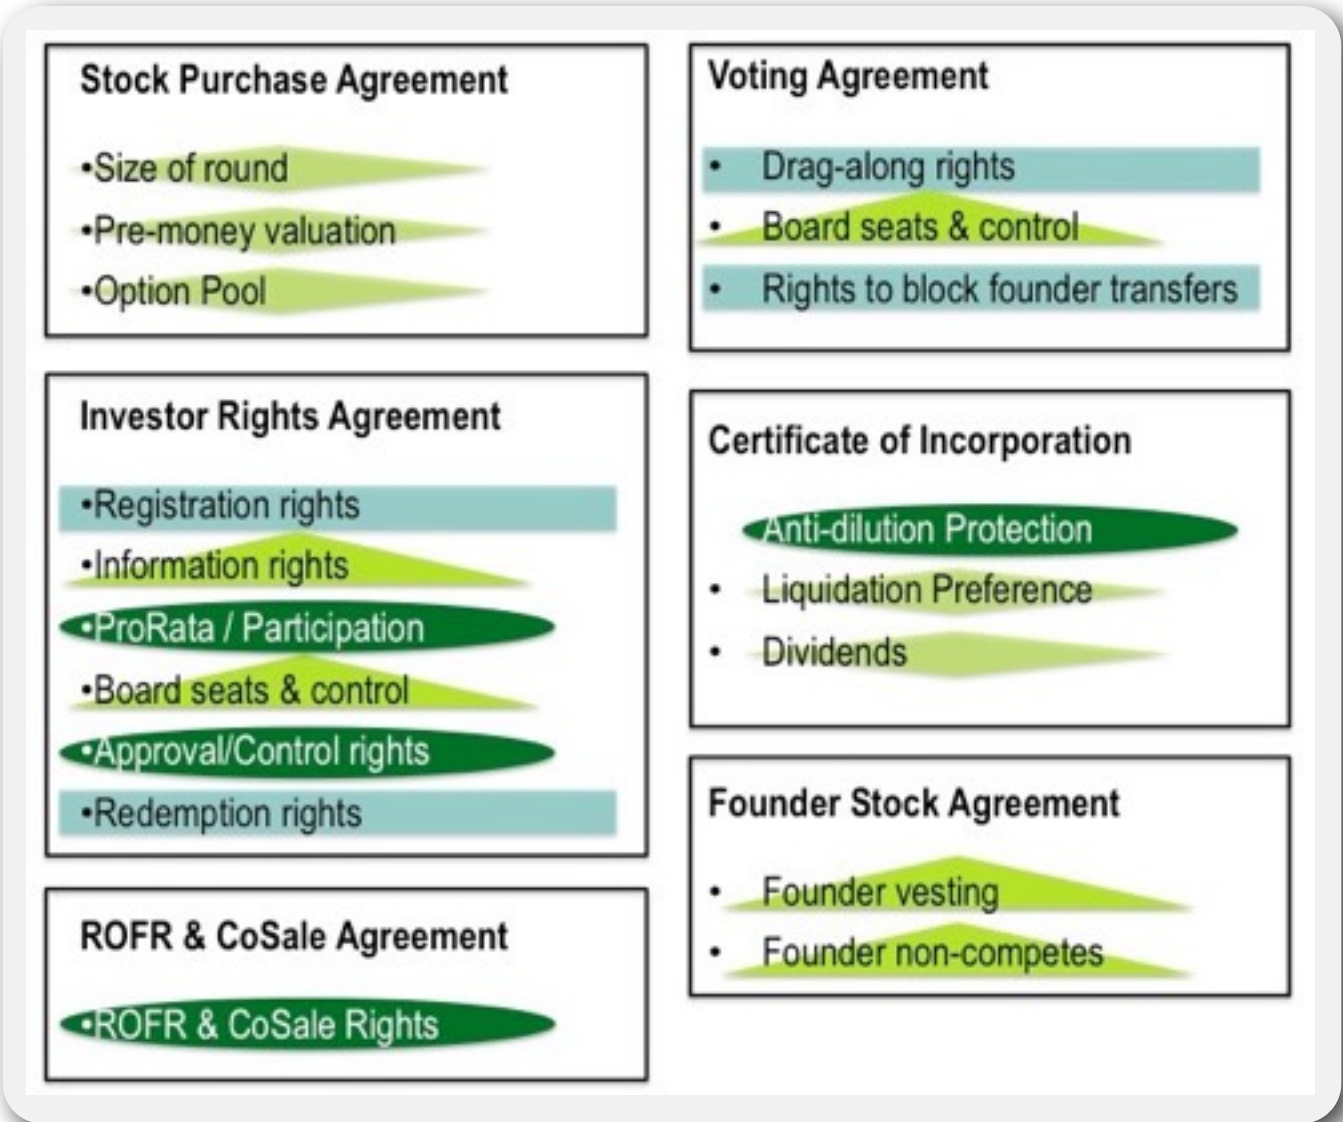 Stock Purchase Agreement
•Size of round
•Pre-money valuation
•Option Pool
Investor Rights Agreement
•Registration rights
•Information rights
•ProRata / Participation
•Board seats & control
•Approval/Control rights
•Redemption rights
ROFR & CoSale Agreement
•ROFR & CoSale Rights
Voting Agreement
• Drag-along rights
• Board seats & control
• Rights to block founder transfers
Certificate of Incorporation
Anti-dilution Protection
• Liquidation Preference
• Dividends
Founder Stock Agreement
• Founder vesting
• Founder non-competes